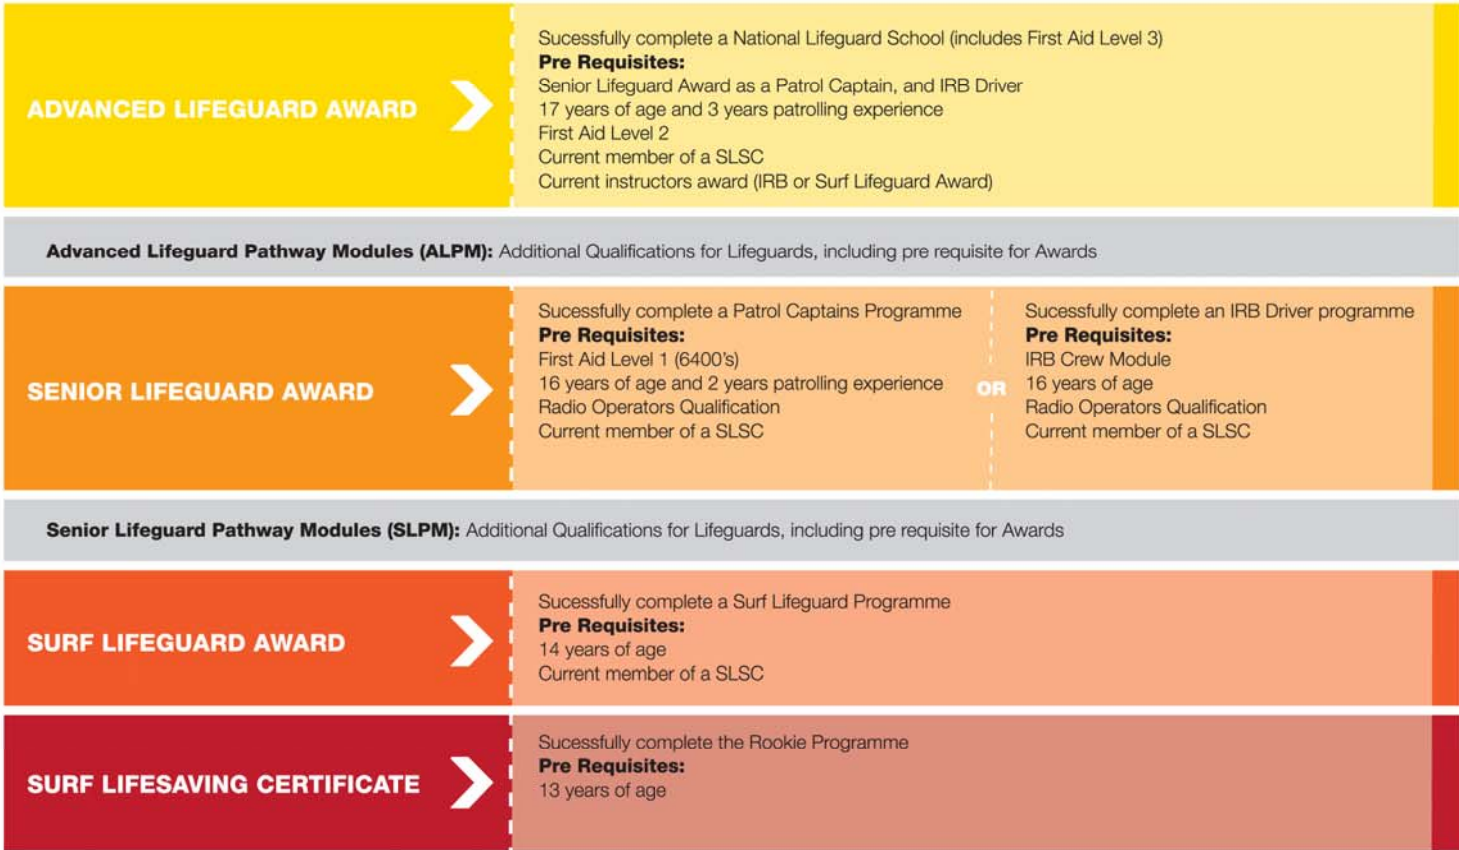 ADVANCED LIFEGUARD AWARD
Sucessfully complete a National Lifeguard School (includes First Aid Level 3)
Pre Requisites:
Senior Lifeguard Award as a Patrol Captain, and IRB Driver
17 years of age and 3 years patrolling experience
First Aid Level 2
Current member of a SLSC
Current instructors award (IRB or Surf Lifeguard Award)
Advanced Lifeguard Pathway Modules (ALPM): Additional Qualifications for Lifeguards, including pre requisite for Awards
SENIOR LIFEGUARD AWARD
Sucessfully complete a Patrol Captains Programme
Pre Requisites:
First Aid Level 1 (6400's)
16 years of age and 2 years patrolling experience
Radio Operators Qualification
Current member of a SLSC
OR
Sucessfully complete an IRB Driver programme
Pre Requisites:
IRB Crew Module
16 years of age
Radio Operators Qualification
Current member of a SLSC
Senior Lifeguard Pathway Modules (SLPM): Additional Qualifications for Lifeguards, including pre requisite for Awards
SURF LIFEGUARD AWARD
Sucessfully complete a Surf Lifeguard Programme
Pre Requisites:
14 years of age
Current member of a SLSC
SURF LIFESAVING CERTIFICATE
Sucessfully complete the Rookie Programme
Pre Requisites:
13 years of age